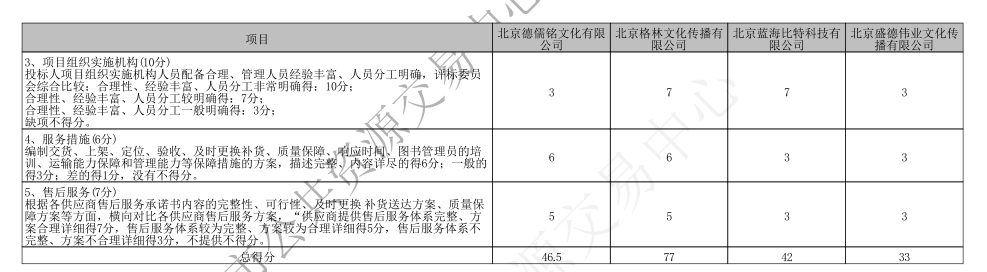 项目
北京德儒铭文化有限公司
北京格林文化传播有限公司
北京蓝海比特科技有限公司
北京盛德伟业文化传播有限公司
3、项目组织实施机构(10分)
投标人项目组织实施机构人员配备合理、管理人员经验丰富、人员分工明确，评标委员
会综合比较：合理性、经验丰富、人员分工非常明确得：10分；
合理性、经验丰富、人员分工较明确得：7分；
合理性、经验丰富、人员分工一般明确得：3分；
缺项不得分。
3 7 7 3
4、服务措施(6分)
编制交货、上架、定位、验收、及时更换补货、质量保障、响应时间、图书管理员的培
训、运输能力保障和管理能力等保障措施的方案，描述完整、内容详尽的得6分；一般的
得3分；差的得1分，没有不得分。
6 6 3 3
5、售后服务(7分)
根据各供应商售后服务承诺书内容的完整性、可行性、及时更换 补货送达方案、质量保
障方案等方面，横向对比各供应商售后服务方案，“供应商提供售后服务体系完整、方
案合理详细得7分，售后服务体系较为完整、方案较为合理详细得5分，售后服务体系不
完整、方案不合理详细得3分，不提供不得分。
5 5 3 3
总得分 46.5 77 42 33
市公共资源交易中心
源交易中心